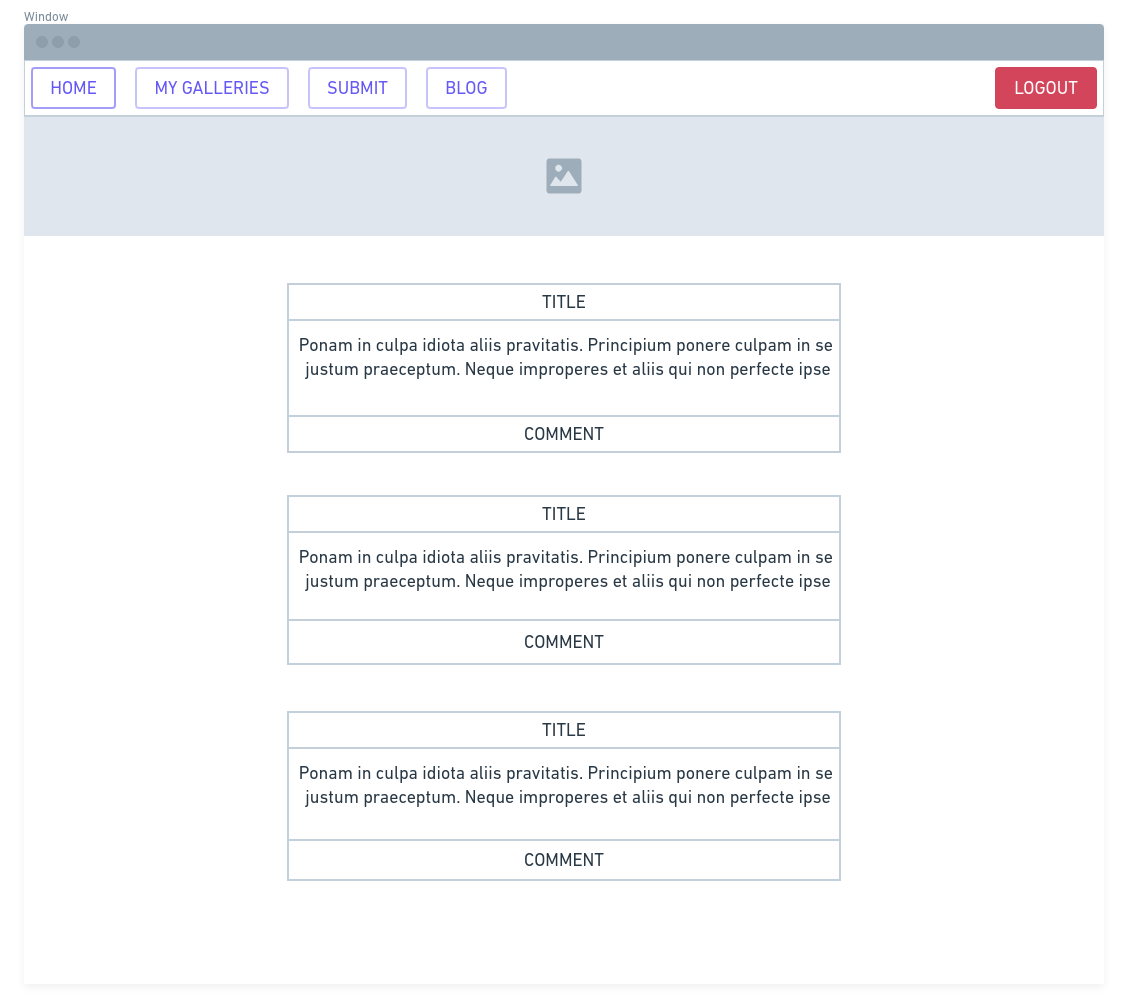 Window
HOME
MY GALLERIES
SUBMIT
BLOG
LOGOUT
TITLE
Ponam in culpa idiota aliis pravitatis. Principium ponere culpam in se
justum praeceptum. Neque improperes et aliis qui non perfecte ipse
COMMENT
TITLE
Ponam in culpa idiota aliis pravitatis. Principium ponere culpam in se
justum praeceptum. Neque improperes et aliis qui non perfecte ipse
COMMENT
TITLE
Ponam in culpa idiota aliis pravitatis. Principium ponere culpam in se
justum praeceptum. Neque improperes et aliis qui non perfecte ipse
COMMENT